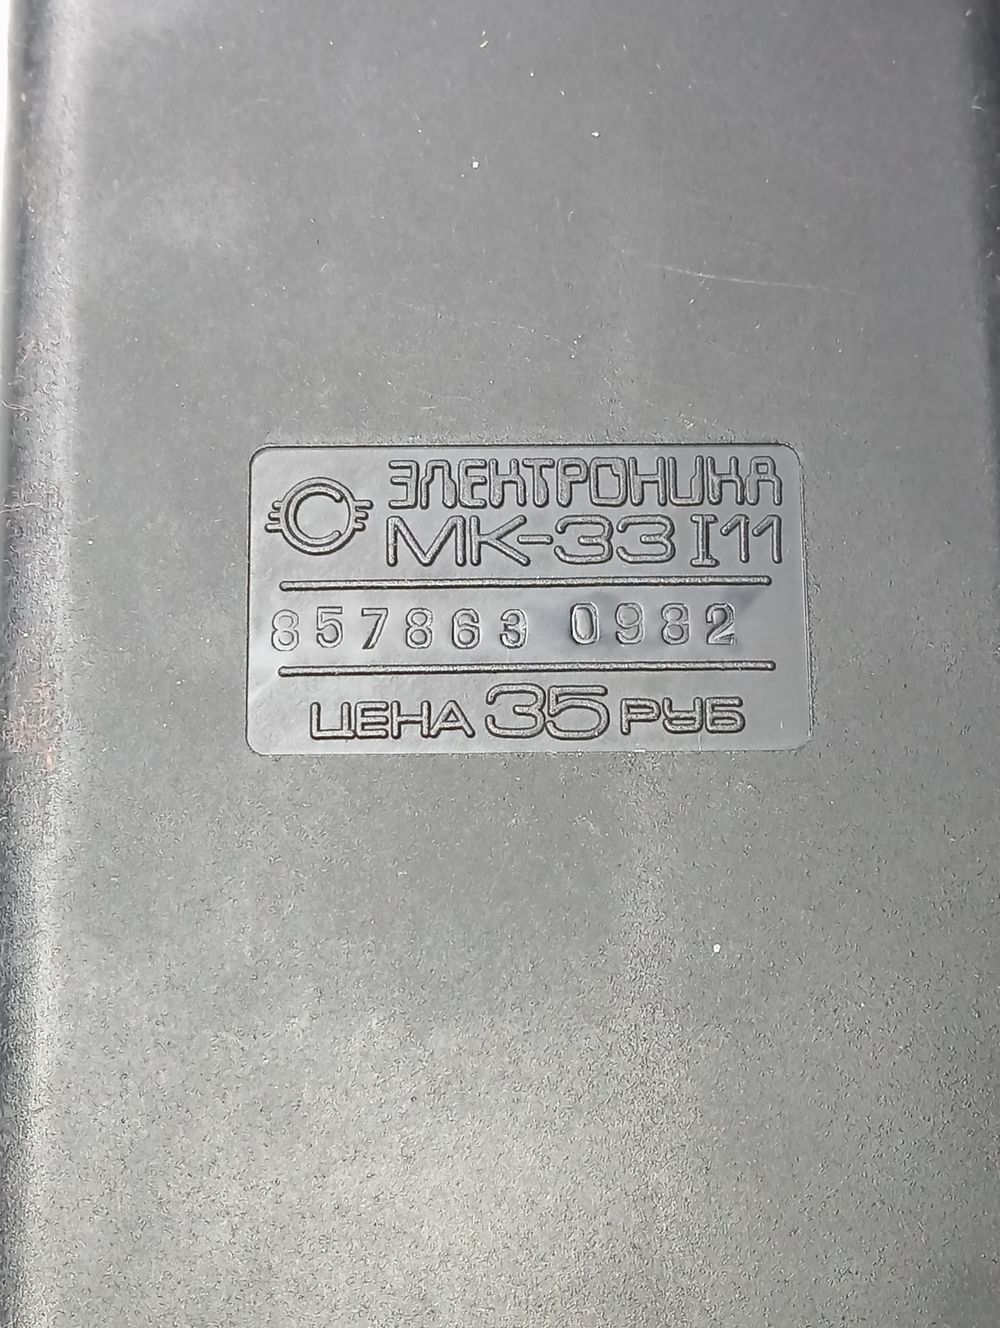 ЭЛЕКТРОНИКА
МК-33 I11
857863 0982
ЦЕНА 35 РУБ